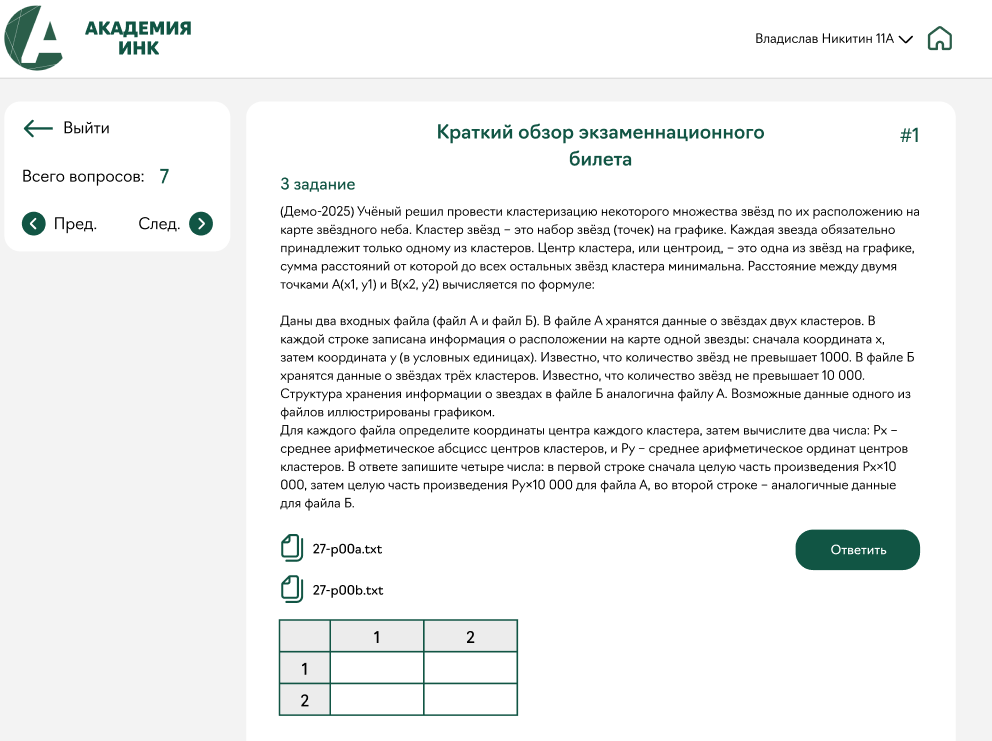 АКАДЕМИЯ
ИНК
Владислав Никитин 11А
Выйти
Всего вопросов: 7
Пред. След.
Краткий обзор экзаменнационного
билета
#1
3 задание
(Демо-2025) Учёный решил провести кластеризацию некоторого множества звёзд по их расположению на
карте звёздного неба. Кластер звёзд – это набор звёзд (точек) на графике. Каждая звезда обязательно
принадлежит только одному из кластеров. Центр кластера, или центроид, – это одна из звёзд на графике,
сумма расстояний от которой до всех остальных звёзд кластера минимальна. Расстояние между двумя
точками A(x1, y1) и B(x2, y2) вычисляется по формуле:
Даны два входных файла (файл А и файл Б). В файле А хранятся данные о звёздах двух кластеров. В
каждой строке записана информация о расположении на карте одной звезды: сначала координата x,
затем координата y (в условных единицах). Известно, что количество звёзд не превышает 1000. В файле Б
хранятся данные о звёздах трёх кластеров. Известно, что количество звёзд не превышает 10 000.
Структура хранения информации о звездах в файле Б аналогична файлу А. Возможные данные одного из
файлов иллюстрированы графиком.
Для каждого файла определите координаты центра каждого кластера, затем вычислите два числа: Px –
среднее арифметическое абсцисс центров кластеров, и Py – среднее арифметическое ординат центров
кластеров. В ответе запишите четыре числа: в первой строке сначала целую часть произведения Px×10
000, затем целую часть произведения Py×10 000 для файла А, во второй строке – аналогичные данные
для файла Б.
27-p00a.txt
Ответить
27-p00b.txt
1 2
1
2